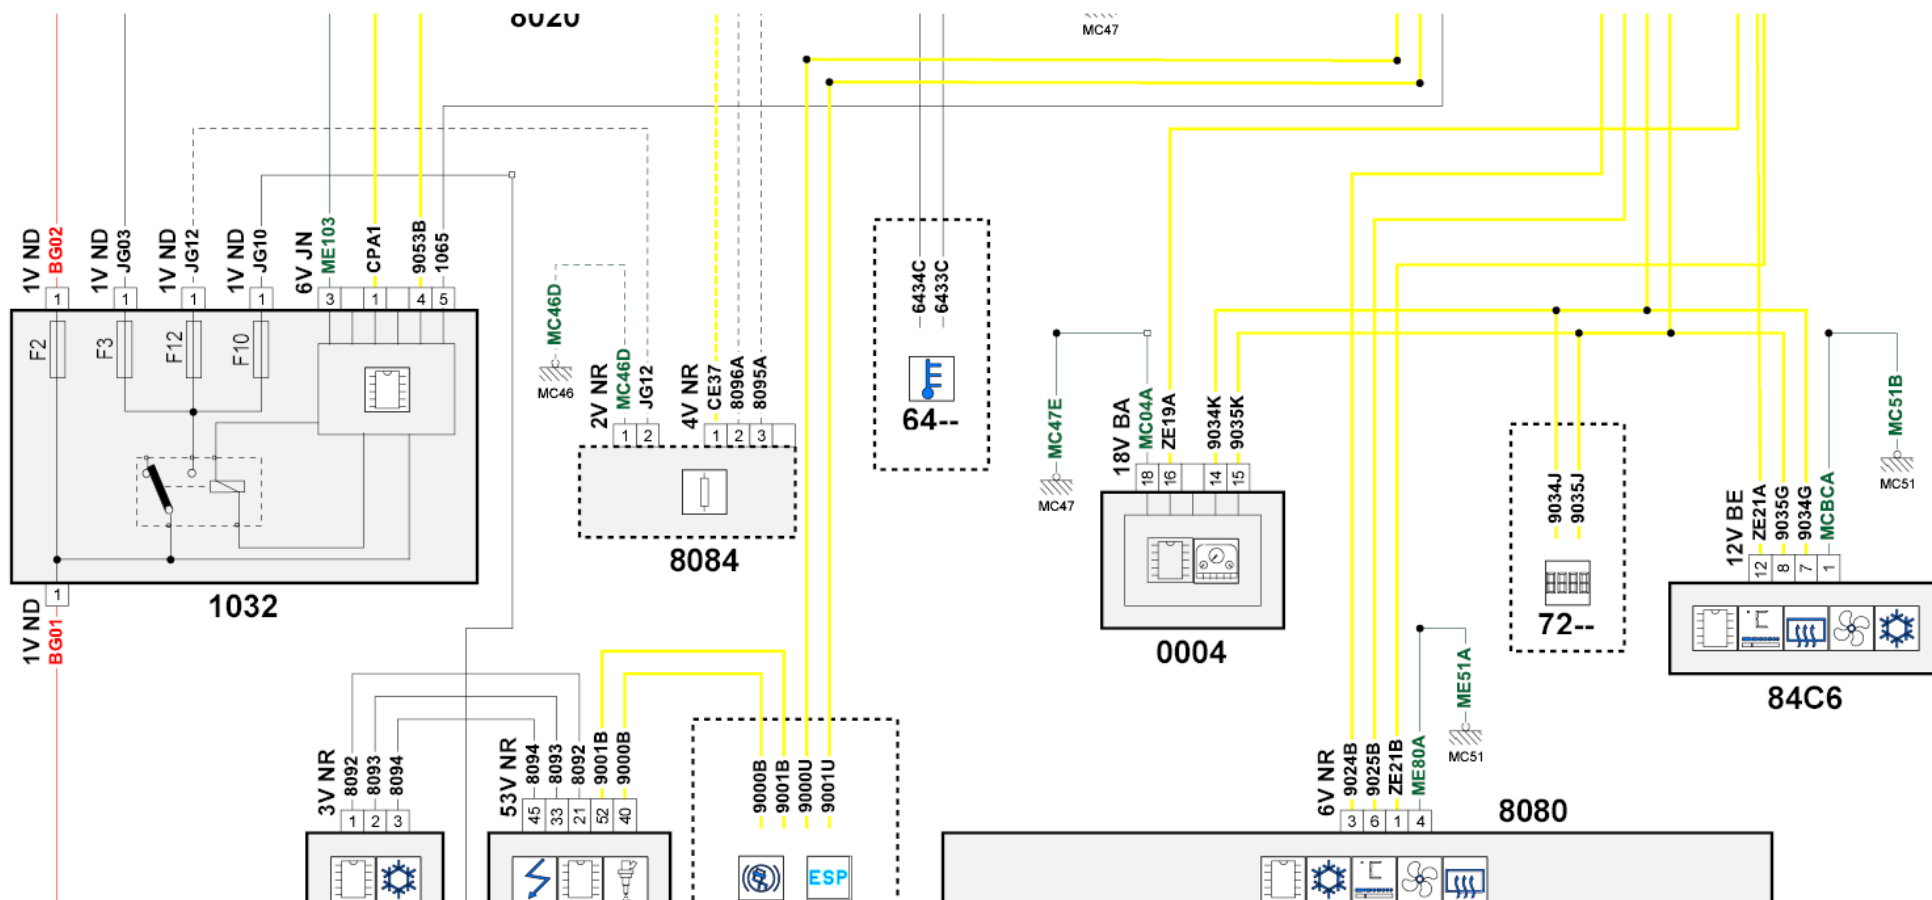 8020
MC47
1V ND
BG02
1V ND
JG03
1V ND
JG12
1V ND
JG10
6V JN
ME103
CPA1
9053B
1065
1
1
1
1
3
1
4
5
F2
F3
F12
F10
1032
1
1V ND
BG01
MC46D
MC46
2V NR
MC46D
JG12
1
2
4V NR
CE37
8096A
8095A
1
2
3
8084
6434C
6433C
64--
MC47E
MC47
18V BA
MC04A
ZE19A
9034K
9035K
18
16
14
15
0004
9034J
9035J
72--
12V BE
ZE21A
9035G
9034G
MCBCA
12
8
7
1
MC51B
MC51
84C6
ME51A
MC51
3V NR
8092
8093
8094
1
2
3
53V NR
8094
8093
8092
9001B
9000B
45
33
21
52
40
9000B
9001B
9000U
9001U
ESP
6V NR
9024B
9025B
ZE21B
ME80A
3
6
1
4
8080